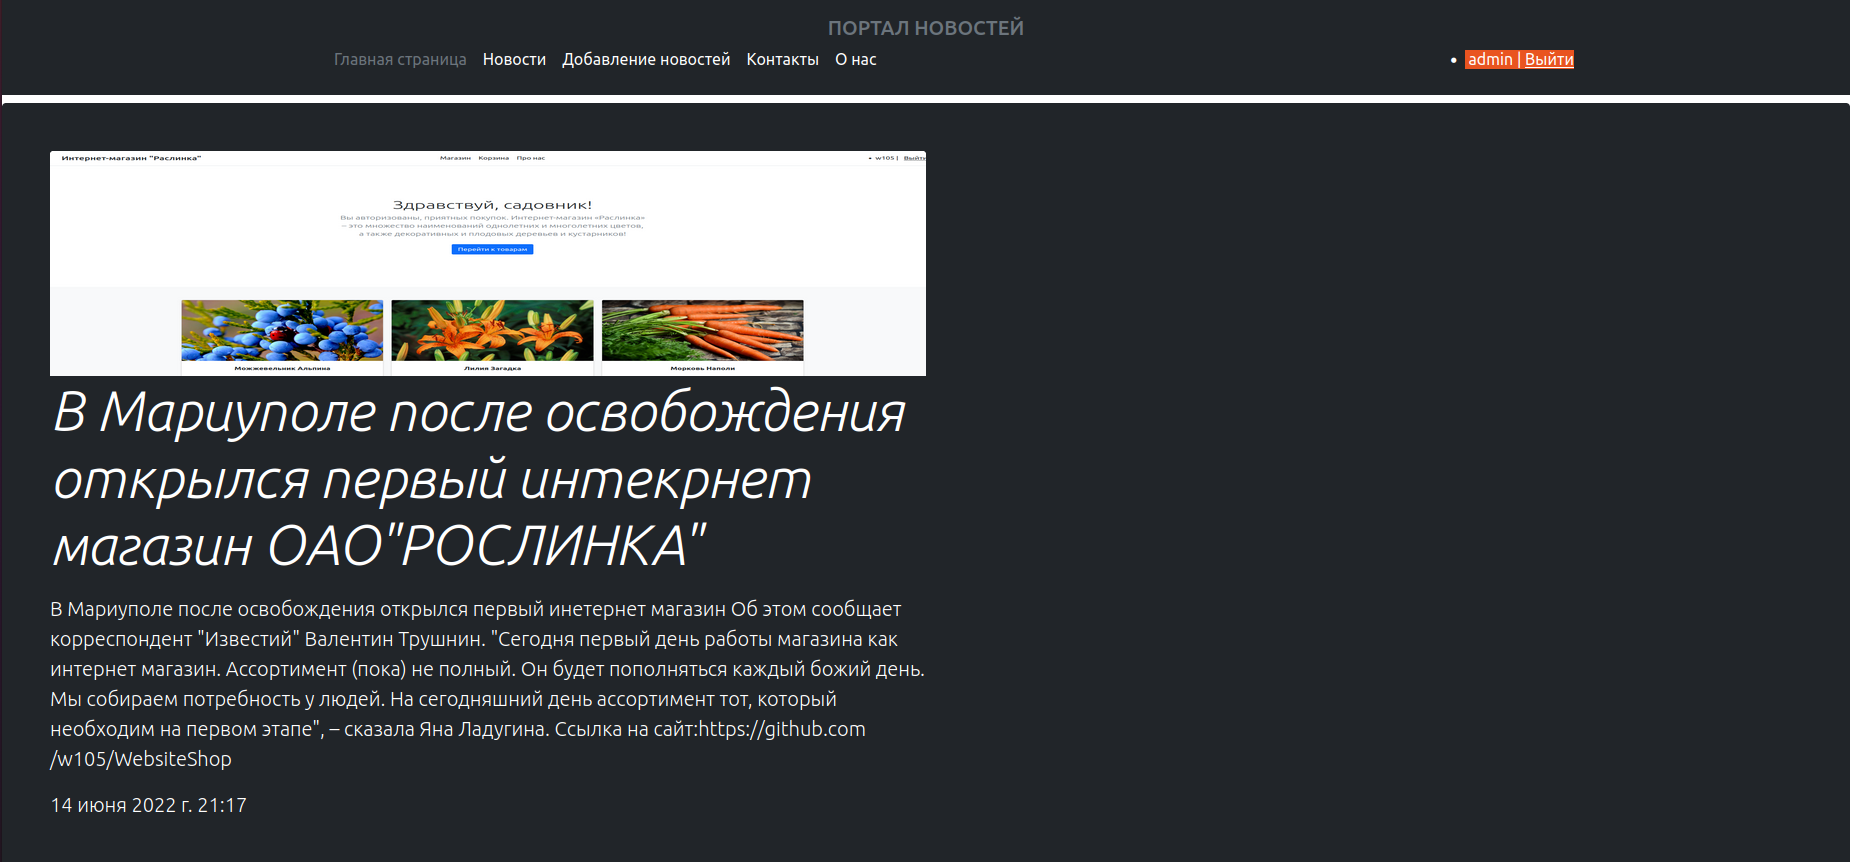 ПОРТАЛ НОВОСТЕЙ
Главная страница Новости Добавление новостей Контакты О нас
• admin | Выйти
Интернет-магазин "Раслинка" Магазин Корзина Про нас • w105 | Выйти
Здравствуй, садовник!
Вы авторизованы, приятных покупок. Интернет-магазин «Раслинка»
– это множество наименований однолетних и многолетних цветов,
а также декоративных и плодовых деревьев и кустарников!
Перейти к товарам
Можжевельник Альпина Лилия Загадка Морковь Наполи
В Мариуполе после освобождения
открылся первый интекрнет
магазин ОАО"РОСЛИНКА"
В Мариуполе после освобождения открылся первый инетернет магазин Об этом сообщает
корреспондент "Известий" Валентин Трушнин. "Сегодня первый день работы магазина как
интернет магазин. Ассортимент (пока) не полный. Он будет пополняться каждый божий день.
Мы собираем потребность у людей. На сегодняшний день ассортимент тот, который
необходим на первом этапе", – сказала Яна Ладугина. Ссылка на сайт:https://github.com
/w105/WebsiteShop
14 июня 2022 г. 21:17